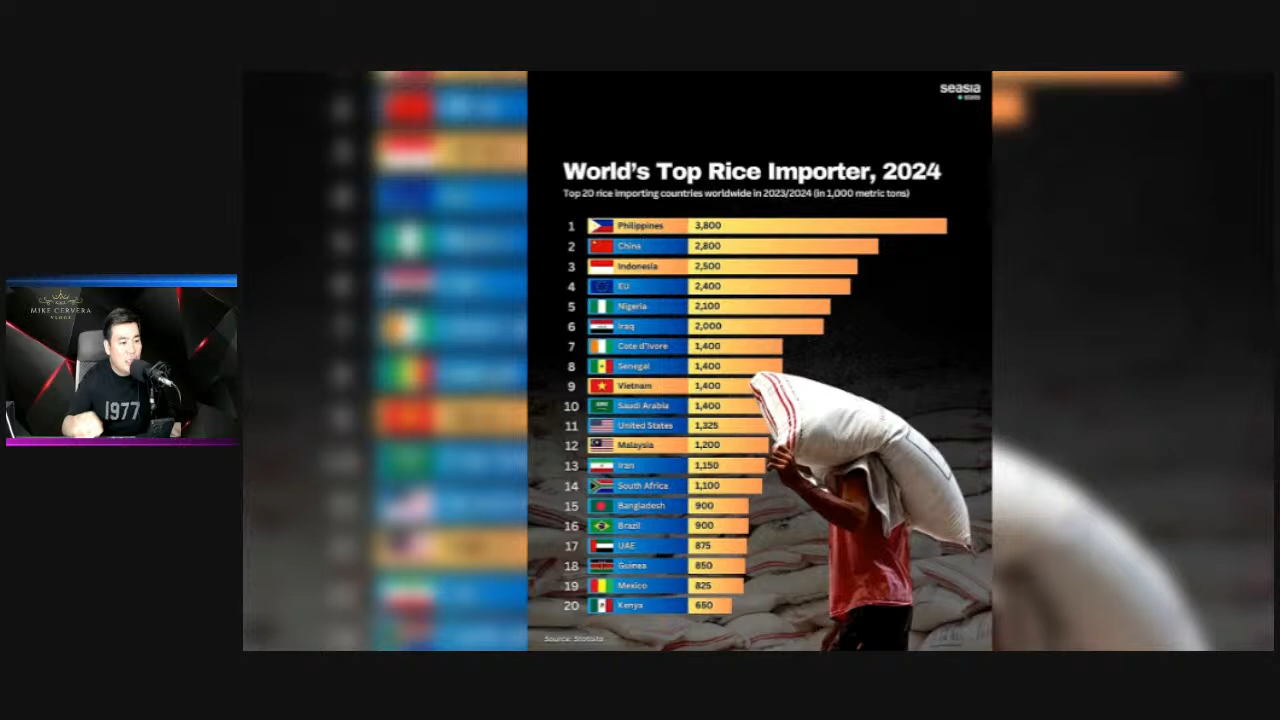 seasia
stats
World's Top Rice Importer, 2024
Top 20 rice importing countries worldwide in 2023/2024 (in 1,000 metric tons)
1 Philippines 3,800
2 China 2,800
3 Indonesia 2,500
4 EU 2,400
5 Nigeria 2,100
6 Iraq 2,000
7 Cote d'Ivore 1,400
8 Senegal 1,400
9 Vietnam 1,400
10 Saudi Arabia 1,400
11 United States 1,325
12 Malaysia 1,200
13 Iran 1,150
14 South Africa 1,100
15 Bangladesh 900
16 Brazil 900
17 UAE 875
18 Guinea 850
19 Mexico 825
20 Kenya 650
Source: Statista
MIKE CERVERA
VLOGS
1977